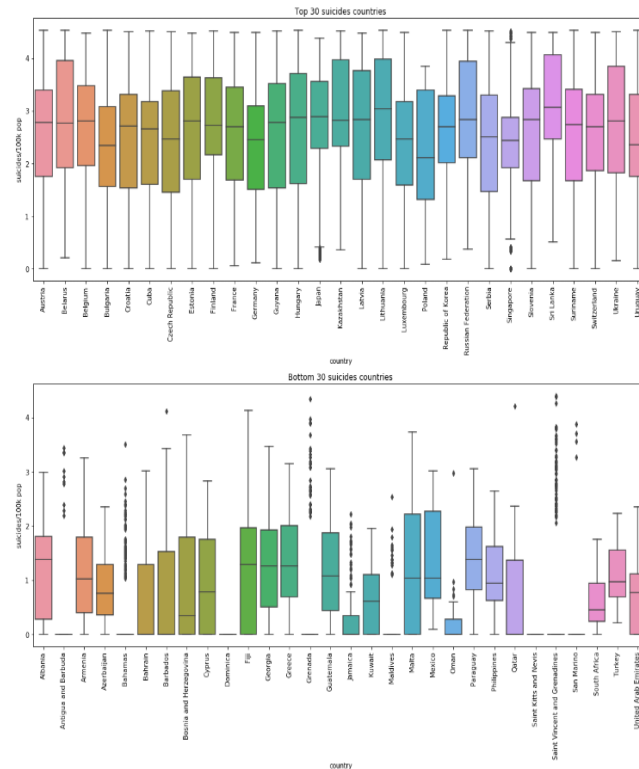 Top 30 suicides countries
suicides/100k pop
4
3
2
1
0
Austria
Belarus
Belgium
Bulgaria
Croatia
Cuba
Czech Republic
Estonia
Finland
France
Germany
Guyana
Hungary
Japan
Kazakhstan
Latvia
Lithuania
Luxembourg
Poland
Republic of Korea
Russian Federation
Serbia
Singapore
Slovenia
Sri Lanka
Suriname
Switzerland
Ukraine
Uruguay
country
Bottom 30 suicides countries
suicides/100k pop
4
3
2
1
0
Albania
Antigua and Barbuda
Armenia
Azerbaijan
Bahamas
Bahrain
Barbados
Bosnia and Herzegovina
Cyprus
Dominica
Fiji
Georgia
Greece
Grenada
Guatemala
Jamaica
Kuwait
Maldives
Malta
Mexico
Oman
Paraguay
Philippines
Qatar
Saint Kitts and Nevis
Saint Vincent and Grenadines
San Marino
South Africa
Turkey
United Arab Emirates
country